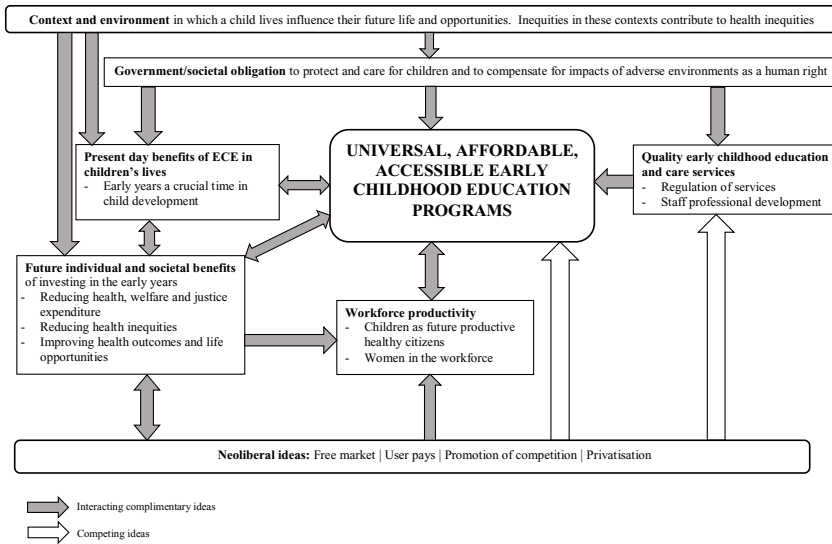 Context and environment in which a child lives influence their future life and opportunities. Inequities in these contexts contribute to health inequities
Government/societal obligation to protect and care for children and to compensate for impacts of adverse environments as a human right
Present day benefits of ECE in
children's lives
- Early years a crucial time in
child development
UNIVERSAL, AFFORDABLE,
ACCESSIBLE EARLY
CHILDHOOD EDUCATION
PROGRAMS
Quality early childhood education
and care services
- Regulation of services
- Staff professional development
Future individual and societal benefits
of investing in the early years
- Reducing health, welfare and justice
expenditure
- Reducing health inequities
- Improving health outcomes and life
opportunities
Workforce productivity
- Children as future productive
healthy citizens
- Women in the workforce
Neoliberal ideas: Free market | User pays | Promotion of competition | Privatisation
Interacting complimentary ideas
Competing ideas